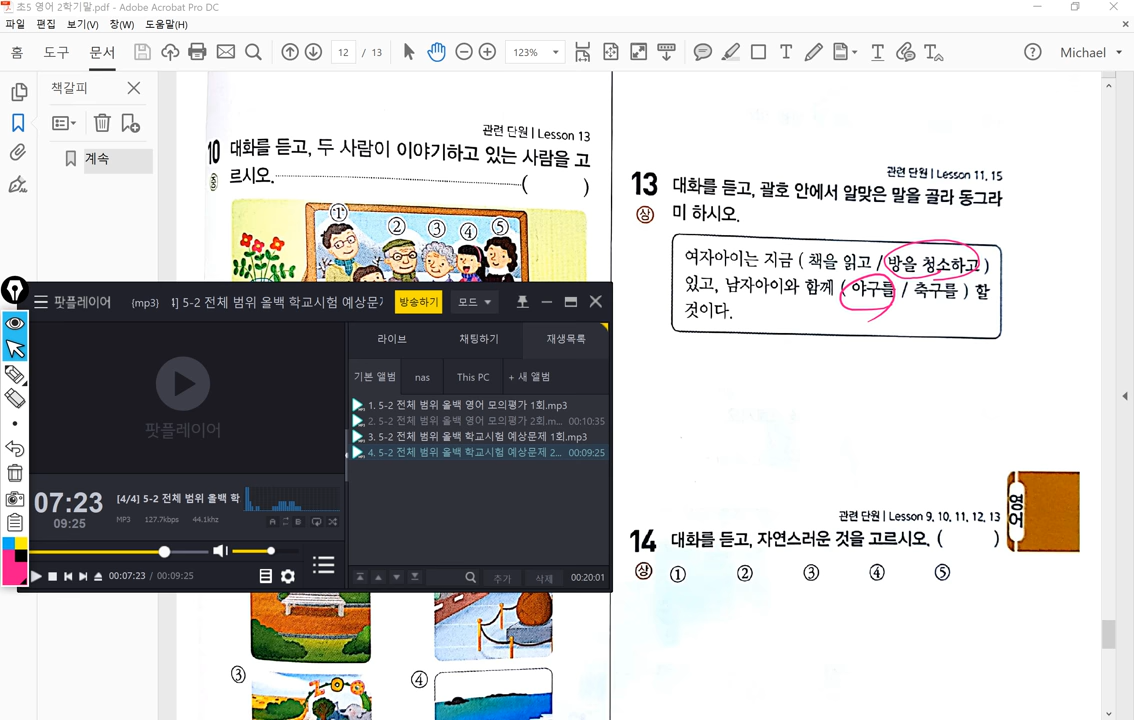 초5 영어 2학기말.pdf - Adobe Acrobat Pro DC
파일 편집 보기(V) 창(W) 도움말(H)
홈 도구 문서 12 / 13 123% Michael
책갈피
계속
관련 단원 | Lesson 13
10 대화를 듣고, 두 사람이 이야기하고 있는 사람을 고
르시오. ( )
① ② ③ ④ ⑤
③ ④
ZOO
관련 단원 | Lesson 11, 15
13 대화를 듣고, 괄호 안에서 알맞은 말을 골라 동그라
상 미 하시오.
여자아이는 지금 ( 책을 읽고 / 방을 청소하고 )
있고, 남자아이와 함께 ( 야구를 / 축구를 ) 할
것이다.
영어
관련 단원 | Lesson 9, 10, 11, 12, 13
14 대화를 듣고, 자연스러운 것을 고르시오. ( )
상 ① ② ③ ④ ⑤
팟플레이어 {mp3} 5-2 전체 범위 올백 학교시험 예상문 방송하기 모드
라이브 채팅하기 재생목록
기본 앨범 nas This PC + 새 앨범
1. 5-2 전체 범위 올백 영어 모의평가 1회.mp3
2. 5-2 전체 범위 올백 영어 모의평가 2회.m... 00:10:35
3. 5-2 전체 범위 올백 학교시험 예상문제 1회.mp3
4. 5-2 전체 범위 올백 학교시험 예상문제 2... 00:09:25
팟플레이어
07:23 [4/4] 5-2 전체 범위 올백 학
09:25 MP3 127.7kbps 44.1khz
A B
00:07:23 / 00:09:25
추가 삭제 00:20:01